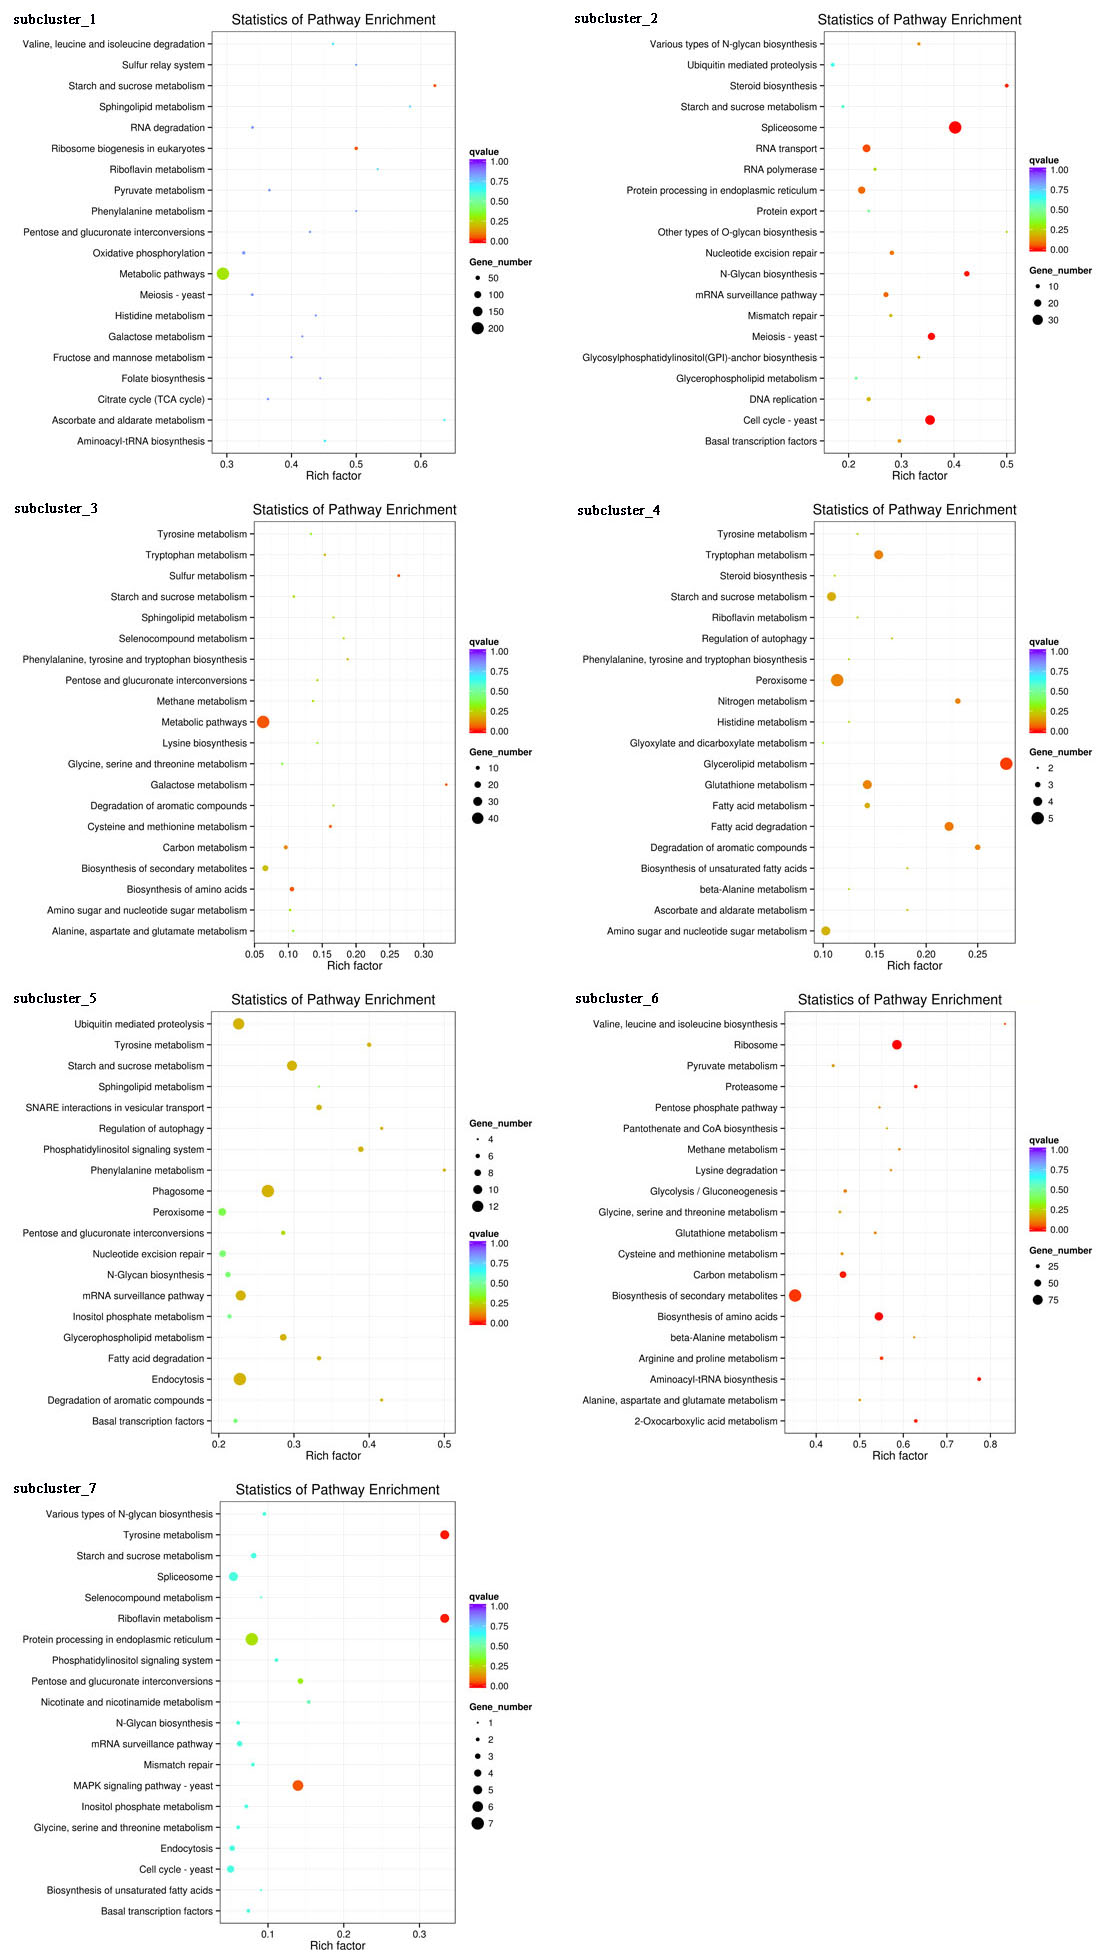 subcluster_1
Statistics of Pathway Enrichment
Valine, leucine and isoleucine degradation
Sulfur relay system
Starch and sucrose metabolism
Sphingolipid metabolism
RNA degradation
Ribosome biogenesis in eukaryotes
Riboflavin metabolism
Pyruvate metabolism
Phenylalanine metabolism
Pentose and glucuronate interconversions
Oxidative phosphorylation
Metabolic pathways
Meiosis - yeast
Histidine metabolism
Galactose metabolism
Fructose and mannose metabolism
Folate biosynthesis
Citrate cycle (TCA cycle)
Ascorbate and aldarate metabolism
Aminoacyl-tRNA biosynthesis
0.3 0.4 0.5 0.6
Rich factor
qvalue
1.00
0.75
0.50
0.25
0.00
Gene_number
50
100
150
200
subcluster_2
Statistics of Pathway Enrichment
Various types of N-glycan biosynthesis
Ubiquitin mediated proteolysis
Steroid biosynthesis
Starch and sucrose metabolism
Spliceosome
RNA transport
RNA polymerase
Protein processing in endoplasmic reticulum
Protein export
Other types of O-glycan biosynthesis
Nucleotide excision repair
N-Glycan biosynthesis
mRNA surveillance pathway
Mismatch repair
Meiosis - yeast
Glycosylphosphatidylinositol(GPI)-anchor biosynthesis
Glycerophospholipid metabolism
DNA replication
Cell cycle - yeast
Basal transcription factors
0.2 0.3 0.4 0.5
Rich factor
qvalue
1.00
0.75
0.50
0.25
0.00
Gene_number
10
20
30
subcluster_3
Statistics of Pathway Enrichment
Tyrosine metabolism
Tryptophan metabolism
Sulfur metabolism
Starch and sucrose metabolism
Sphingolipid metabolism
Selenocompound metabolism
Phenylalanine, tyrosine and tryptophan biosynthesis
Pentose and glucuronate interconversions
Methane metabolism
Metabolic pathways
Lysine biosynthesis
Glycine, serine and threonine metabolism
Galactose metabolism
Degradation of aromatic compounds
Cysteine and methionine metabolism
Carbon metabolism
Biosynthesis of secondary metabolites
Biosynthesis of amino acids
Amino sugar and nucleotide sugar metabolism
Alanine, aspartate and glutamate metabolism
0.05 0.10 0.15 0.20 0.25 0.30
Rich factor
qvalue
1.00
0.75
0.50
0.25
0.00
Gene_number
10
20
30
40
subcluster_4
Statistics of Pathway Enrichment
Tyrosine metabolism
Tryptophan metabolism
Steroid biosynthesis
Starch and sucrose metabolism
Riboflavin metabolism
Regulation of autophagy
Phenylalanine, tyrosine and tryptophan biosynthesis
Peroxisome
Nitrogen metabolism
Histidine metabolism
Glyoxylate and dicarboxylate metabolism
Glycerolipid metabolism
Glutathione metabolism
Fatty acid metabolism
Fatty acid degradation
Degradation of aromatic compounds
Biosynthesis of unsaturated fatty acids
beta-Alanine metabolism
Ascorbate and aldarate metabolism
Amino sugar and nucleotide sugar metabolism
0.10 0.15 0.20 0.25
Rich factor
qvalue
1.00
0.75
0.50
0.25
0.00
Gene_number
2
3
4
5
subcluster_5
Statistics of Pathway Enrichment
Ubiquitin mediated proteolysis
Tyrosine metabolism
Starch and sucrose metabolism
Sphingolipid metabolism
SNARE interactions in vesicular transport
Regulation of autophagy
Phosphatidylinositol signaling system
Phenylalanine metabolism
Phagosome
Peroxisome
Pentose and glucuronate interconversions
Nucleotide excision repair
N-Glycan biosynthesis
mRNA surveillance pathway
Inositol phosphate metabolism
Glycerophospholipid metabolism
Fatty acid degradation
Endocytosis
Degradation of aromatic compounds
Basal transcription factors
0.2 0.3 0.4 0.5
Rich factor
Gene_number
4
6
8
10
12
qvalue
1.00
0.75
0.50
0.25
0.00
subcluster_6
Statistics of Pathway Enrichment
Valine, leucine and isoleucine biosynthesis
Ribosome
Pyruvate metabolism
Proteasome
Pentose phosphate pathway
Pantothenate and CoA biosynthesis
Methane metabolism
Lysine degradation
Glycolysis / Gluconeogenesis
Glycine, serine and threonine metabolism
Glutathione metabolism
Cysteine and methionine metabolism
Carbon metabolism
Biosynthesis of secondary metabolites
Biosynthesis of amino acids
beta-Alanine metabolism
Arginine and proline metabolism
Aminoacyl-tRNA biosynthesis
Alanine, aspartate and glutamate metabolism
2-Oxocarboxylic acid metabolism
0.4 0.5 0.6 0.7 0.8
Rich factor
qvalue
1.00
0.75
0.50
0.25
0.00
Gene_number
25
50
75
subcluster_7
Statistics of Pathway Enrichment
Various types of N-glycan biosynthesis
Tyrosine metabolism
Starch and sucrose metabolism
Spliceosome
Selenocompound metabolism
Riboflavin metabolism
Protein processing in endoplasmic reticulum
Phosphatidylinositol signaling system
Pentose and glucuronate interconversions
Nicotinate and nicotinamide metabolism
N-Glycan biosynthesis
mRNA surveillance pathway
Mismatch repair
MAPK signaling pathway - yeast
Inositol phosphate metabolism
Glycine, serine and threonine metabolism
Endocytosis
Cell cycle - yeast
Biosynthesis of unsaturated fatty acids
Basal transcription factors
0.1 0.2 0.3
Rich factor
qvalue
1.00
0.75
0.50
0.25
0.00
Gene_number
1
2
3
4
5
6
7